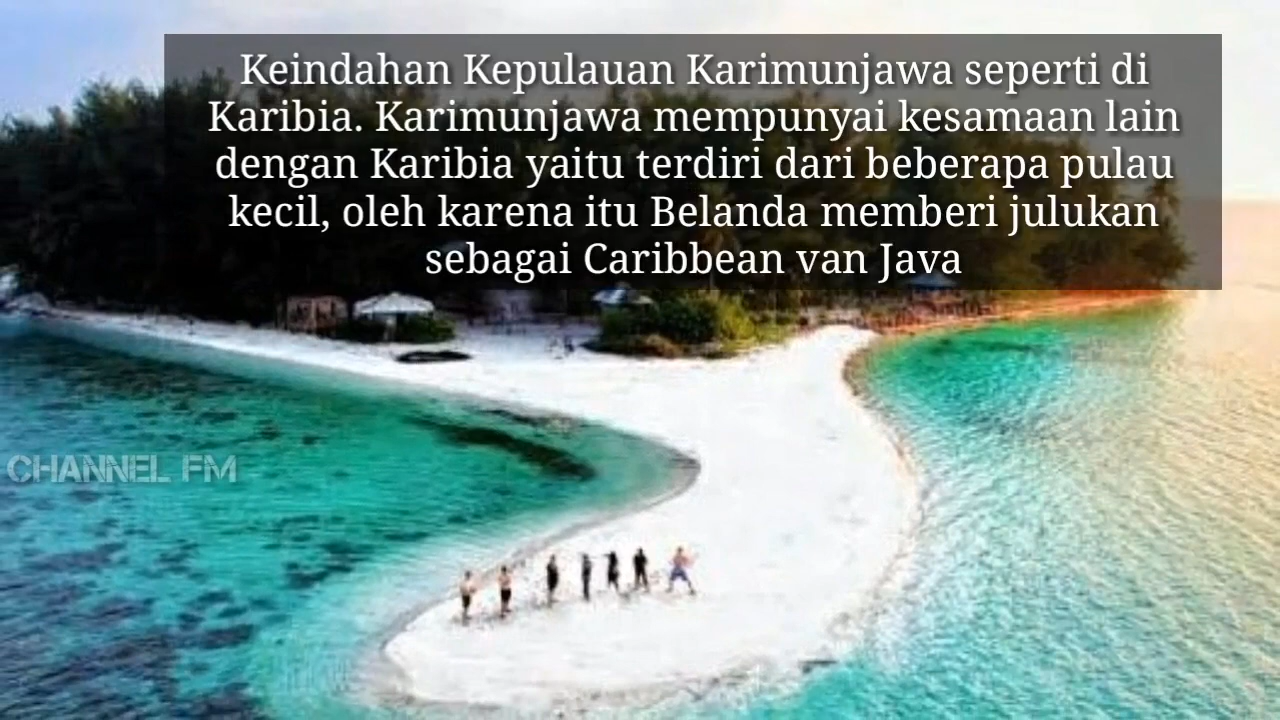 Keindahan Kepulauan Karimunjawa seperti di
Karibia. Karimunjawa mempunyai kesamaan lain
dengan Karibia yaitu terdiri dari beberapa pulau
kecil, oleh karena itu Belanda memberi julukan
sebagai Caribbean van Java
CHANNEL FM